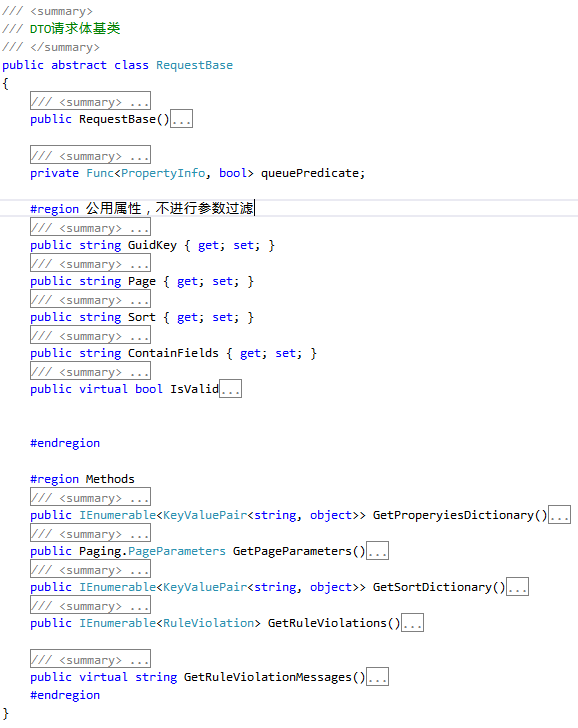 /// <summary>
/// DTO请求体基类
/// </summary>
public abstract class RequestBase
{
/// <summary> ...
public RequestBase()...
/// <summary> ...
private Func<PropertyInfo, bool> queuePredicate;
#region 公用属性，不进行参数过滤
/// <summary> ...
public string GuidKey { get; set; }
/// <summary> ...
public string Page { get; set; }
/// <summary> ...
public string Sort { get; set; }
/// <summary> ...
public string ContainFields { get; set; }
/// <summary> ...
public virtual bool IsValid...
#endregion
#region Methods
/// <summary> ...
public IEnumerable<KeyValuePair<string, object>> GetProperyiesDictionary()...
/// <summary> ...
public Paging.PageParameters GetPageParameters()...
/// <summary> ...
public IEnumerable<KeyValuePair<string, object>> GetSortDictionary()...
/// <summary> ...
public IEnumerable<RuleViolation> GetRuleViolations()...
/// <summary> ...
public virtual string GetRuleViolationMessages()...
#endregion
}